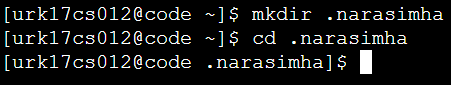 [urk17cs012@code ~]$ mkdir .narasimha
[urk17cs012@code ~]$ cd .narasimha
[urk17cs012@code .narasimha]$